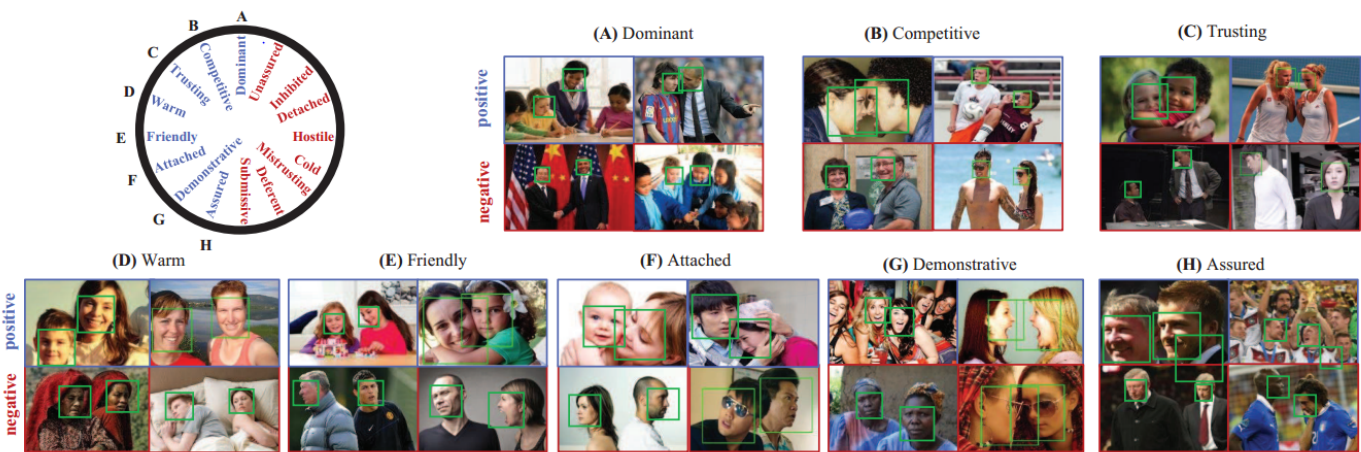 A
B
C
D
E
F
G
H
Dominant
Competitive
Trusting
Warm
Friendly
Attached
Demonstrative
Assured
Submissive
Deferent
Mistrusting
Cold
Hostile
Detached
Inhibited
Unassured
(A) Dominant
(B) Competitive
(C) Trusting
positive
negative
(D) Warm
(E) Friendly
(F) Attached
(G) Demonstrative
(H) Assured
positive
negative